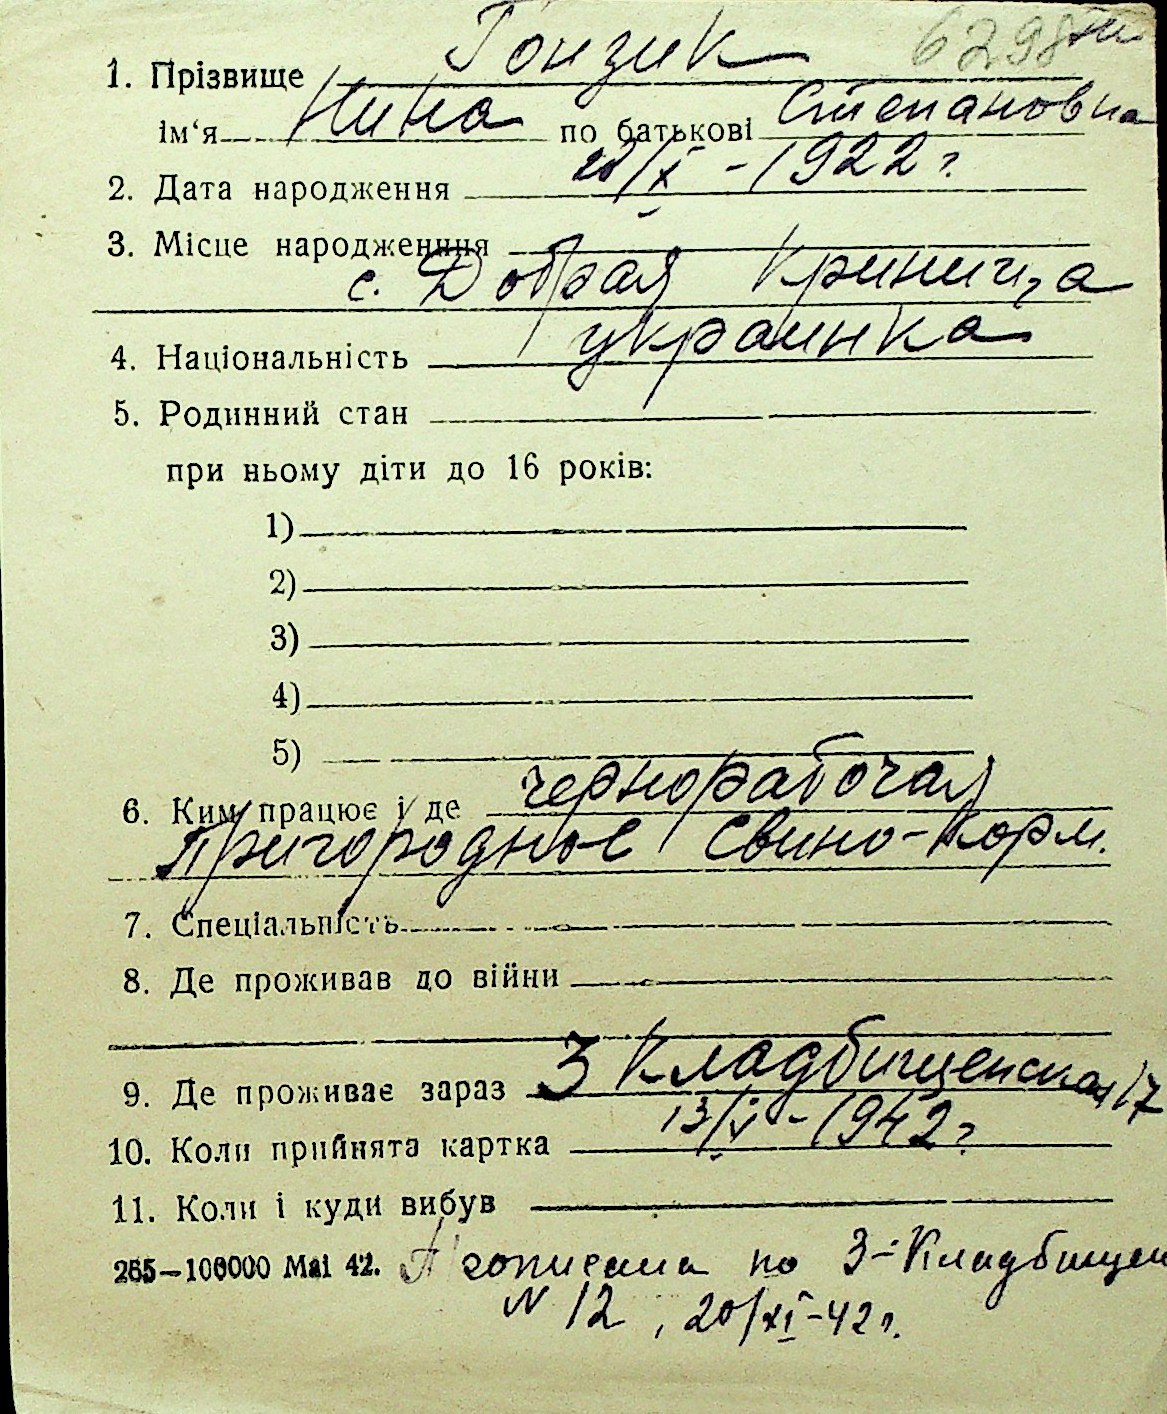 6298
1. Прізвище Гонзик
ім‘я Нина по батькові Степановна
2. Дата народження 20/X - 1922 г.
3. Місце народженння
с. Добрая Криница
4. Національність украинка
5. Родинний стан
при ньому діти до 16 років:
1)
2)
3)
4)
5)
6. Ким працює і де чернорабочая
Пригородное Свино-корм.
7. Спеціальність
8. Де проживав до війни
9. Де проживає зараз 3 Кладбищенская 17
10. Коли прийнята картка 13/V - 1942 г.
11. Коли і куди вибув
265—100000 Mai 42. Прописана по 3-Кладбищен
N 12, 20/XI-42 г.